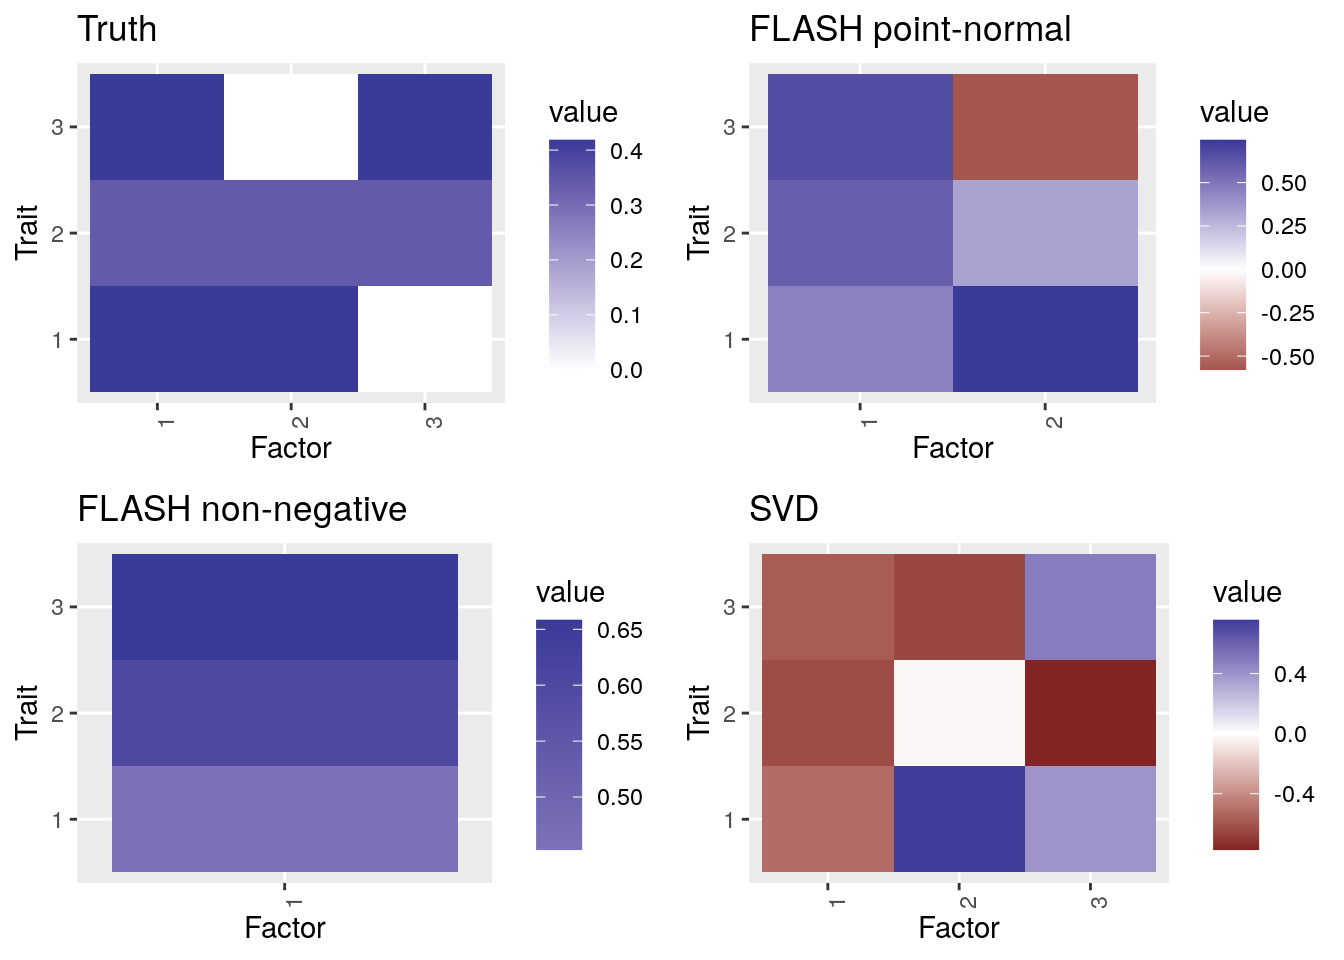 Truth
value
0.4
0.3
0.2
0.1
0.0
3
2
1
Trait
1
2
3
Factor
FLASH point-normal
value
0.50
0.25
0.00
-0.25
-0.50
3
2
1
Trait
1
2
Factor
FLASH non-negative
value
0.65
0.60
0.55
0.50
3
2
1
Trait
1
Factor
SVD
value
0.4
0.0
-0.4
3
2
1
Trait
1
2
3
Factor